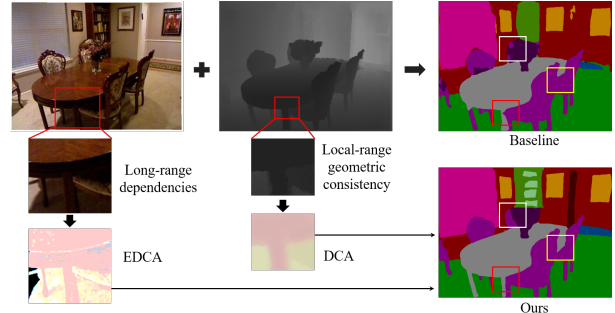 Baseline
Long-range
dependencies
Local-range
geometric
consistency
EDCA
DCA
Ours